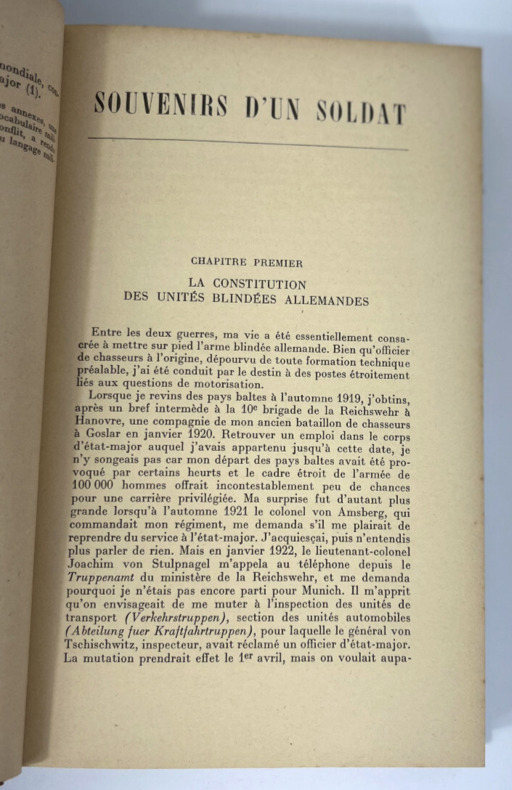 mondiale, con-
ajor (1).
s annexes, une
ocabulaire mili-
onflit, a rendu
u langage mili-
SOUVENIRS D'UN SOLDAT
CHAPITRE PREMIER
LA CONSTITUTION
DES UNITÉS BLINDÉES ALLEMANDES
Entre les deux guerres, ma vie a été essentiellement consa-
crée à mettre sur pied l'arme blindée allemande. Bien qu'officier
de chasseurs à l'origine, dépourvu de toute formation technique
préalable, j'ai été conduit par le destin à des postes étroitement
liés aux questions de motorisation.
Lorsque je revins des pays baltes à l'automne 1919, j'obtins,
après un bref intermède à la 10e brigade de la Reichswehr à
Hanovre, une compagnie de mon ancien bataillon de chasseurs
à Goslar en janvier 1920. Retrouver un emploi dans le corps
d'état-major auquel j'avais appartenu jusqu'à cette date, je
n'y songeais pas car mon départ des pays baltes avait été pro-
voqué par certains heurts et le cadre étroit de l'armée de
100 000 hommes offrait incontestablement peu de chances
pour une carrière privilégiée. Ma surprise fut d'autant plus
grande lorsqu'à l'automne 1921 le colonel von Amsberg, qui
commandait mon régiment, me demanda s'il me plairait de
reprendre du service à l'état-major. J'acquiesçai, puis n'entendis
plus parler de rien. Mais en janvier 1922, le lieutenant-colonel
Joachim von Stulpnagel m'appela au téléphone depuis le
Truppenamt du ministère de la Reichswehr, et me demanda
pourquoi je n'étais pas encore parti pour Munich. Il m'apprit
qu'on envisageait de me muter à l'inspection des unités de
transport (Verkehrstruppen), section des unités automobiles
(Abteilung fuer Kraftfahrtruppen), pour laquelle le général von
Tschischwitz, inspecteur, avait réclamé un officier d'état-major.
La mutation prendrait effet le 1er avril, mais on voulait aupa-